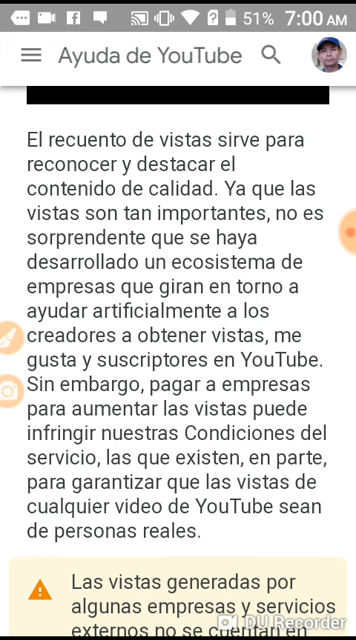 51% 7:00 AM
Ayuda de YouTube
El recuento de vistas sirve para
reconocer y destacar el
contenido de calidad. Ya que las
vistas son tan importantes, no es
sorprendente que se haya
desarrollado un ecosistema de
empresas que giran en torno a
ayudar artificialmente a los
creadores a obtener vistas, me
gusta y suscriptores en YouTube.
Sin embargo, pagar a empresas
para aumentar las vistas puede
infringir nuestras Condiciones del
servicio, las que existen, en parte,
para garantizar que las vistas de
cualquier video de YouTube sean
de personas reales.
Las vistas generadas por
algunas empresas y servicios
externos no se cuentan en
DU Recorder